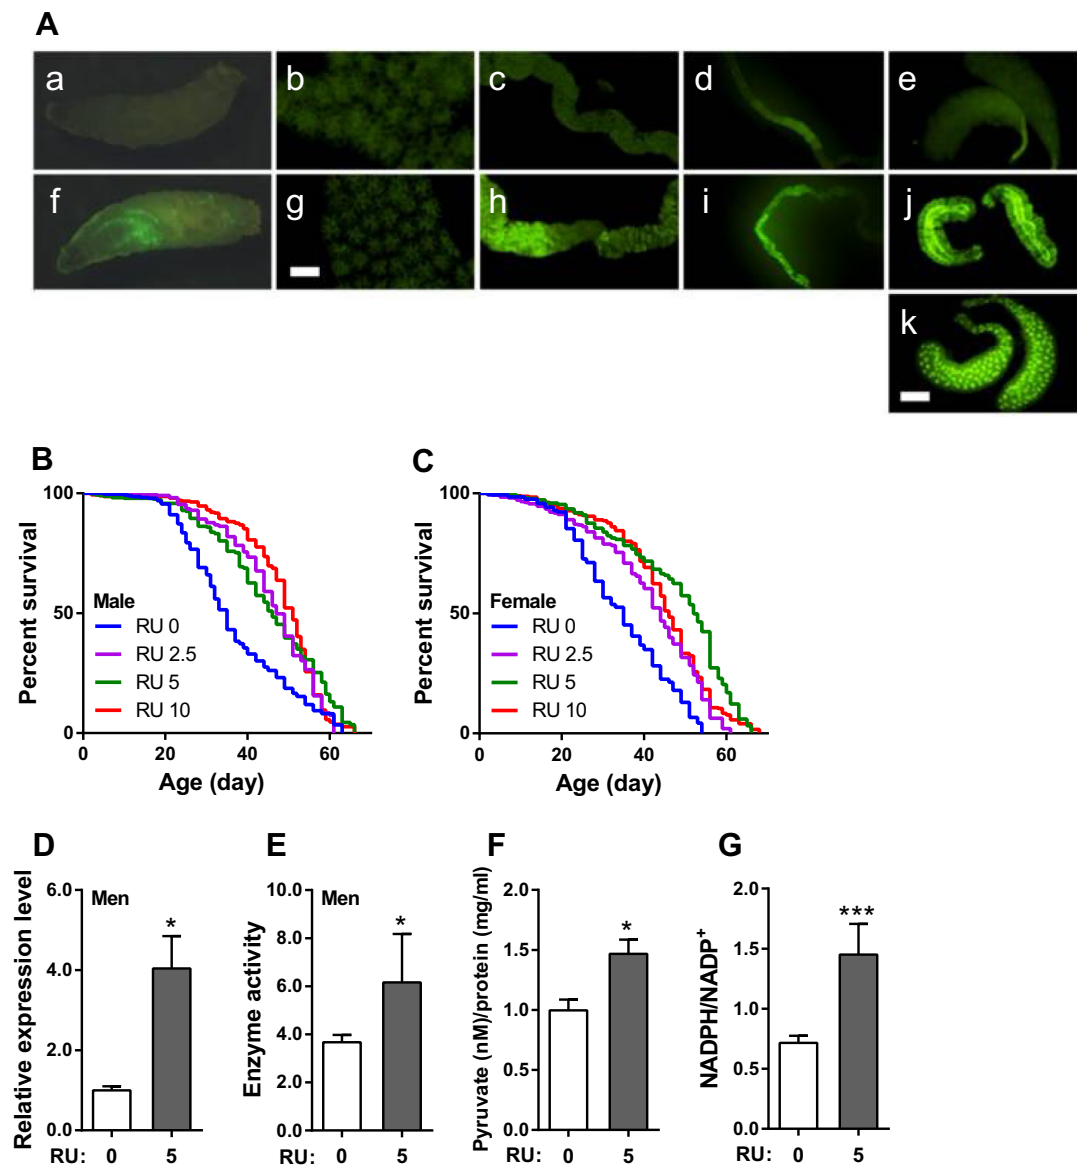 A
a b c d e
f g h i j
k
B C
100 100
Percent survival Percent survival
50 50
Male Female
RU 0 RU 0
RU 2.5 RU 2.5
RU 5 RU 5
RU 10 RU 10
0 0
0 20 40 60 0 20 40 60
Age (day) Age (day)
D E F G
Relative expression level
6.0
4.0
2.0
0.0
Men
*
RU: 0 5
Enzyme activity
10.0
8.0
6.0
4.0
2.0
0.0
Men
*
RU: 0 5
Pyruvate (nM)/protein (mg/ml)
2.0
1.5
1.0
0.5
0.0
*
RU: 0 5
NADPH/NADP+
2.0
1.5
1.0
0.5
0.0
***
RU: 0 5